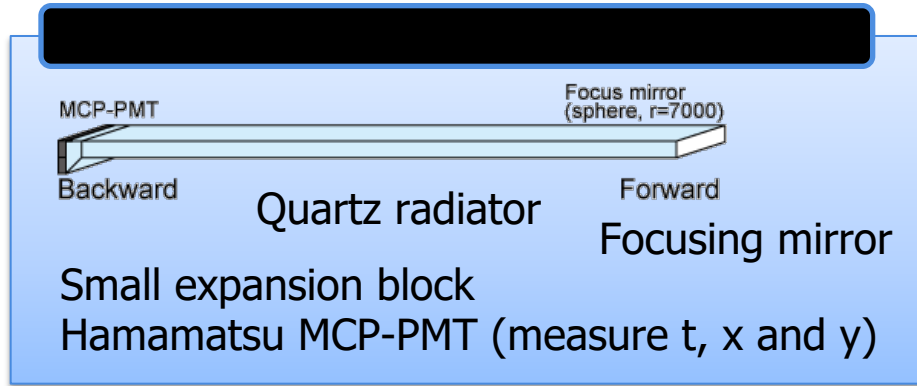 MCP-PMT
Focus mirror
(sphere, r=7000)
Backward
Forward
Quartz radiator
Focusing mirror
Small expansion block
Hamamatsu MCP-PMT (measure t, x and y)